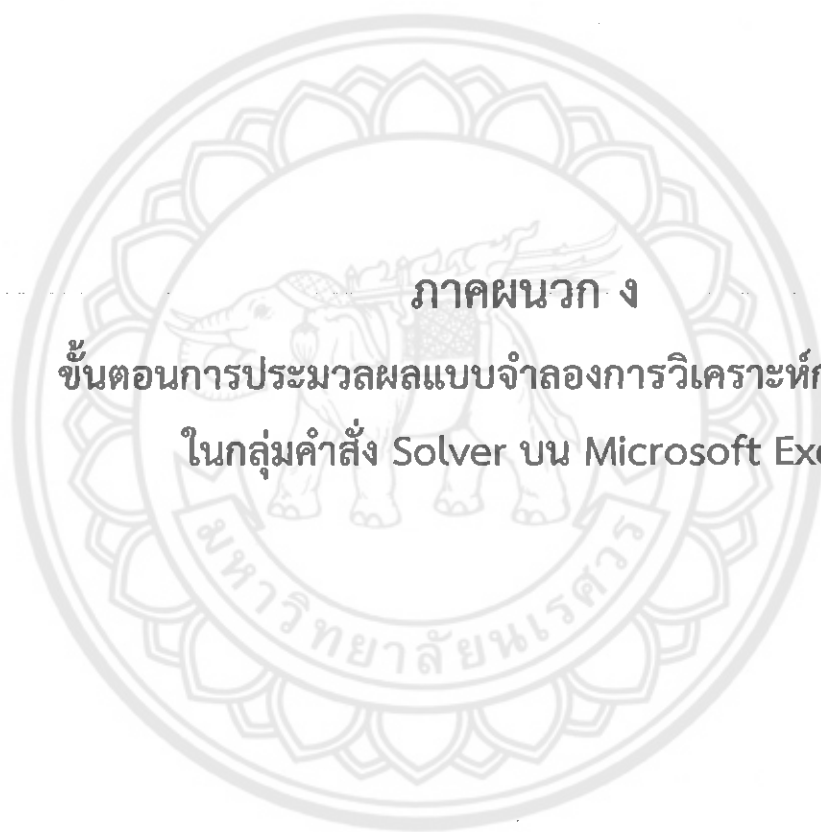 ภาคผนวก ง
ขั้นตอนการประมวลผลแบบจำลองการวิเคราะห์
ในกลุ่มคำสั่ง Solver บน Microsoft
มหาวิทยาลัยนเรศวร